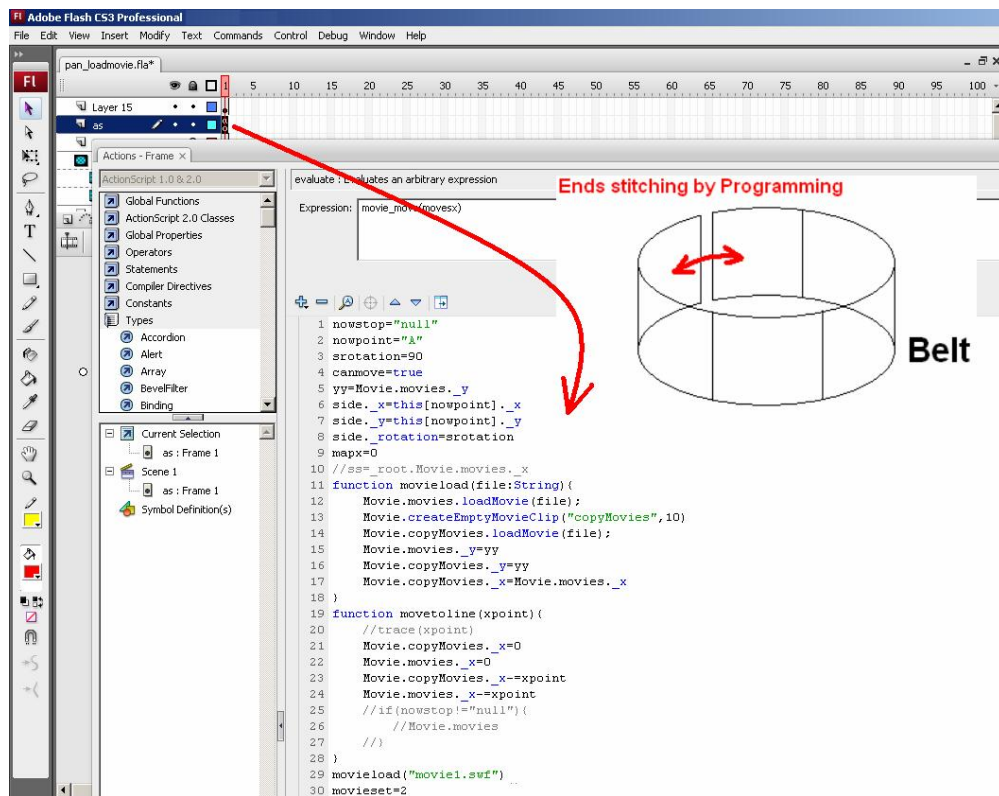 Fl Adobe Flash CS3 Professional
File Edit View Insert Modify Text Commands Control Debug Window Help
pan_loadmovie.fla*
Fl
1 5 10 15 20 25 30 35 40 45 50 55 60 65 70 75 80 85 90 95 100
Layer 15
as
Actions - Frame ×
ActionScript 1.0 & 2.0
Global Functions
ActionScript 2.0 Classes
Global Properties
Operators
Statements
Compiler Directives
Constants
Types
Accordion
Alert
Array
BevelFilter
Binding
Current Selection
as : Frame 1
Scene 1
as : Frame 1
Symbol Definition(s)
evaluate : Evaluates an arbitrary expression
Expression: movie_move(movesx)
Ends stitching by Programming
Belt
1 nowstop="null"
2 nowpoint="A"
3 srotation=90
4 canmove=true
5 yy=Movie.movies._y
6 side._x=this[nowpoint]._x
7 side._y=this[nowpoint]._y
8 side._rotation=srotation
9 mapx=0
10 //ss=_root.Movie.movies._x
11 function movieload(file:String){
12 Movie.movies.loadMovie(file);
13 Movie.createEmptyMovieClip("copyMovies",10)
14 Movie.copyMovies.loadMovie(file);
15 Movie.movies._y=yy
16 Movie.copyMovies._y=yy
17 Movie.copyMovies._x=Movie.movies._x
18 }
19 function movetoline(xpoint){
20 //trace(xpoint)
21 Movie.copyMovies._x=0
22 Movie.movies._x=0
23 Movie.copyMovies._x-=xpoint
24 Movie.movies._x-=xpoint
25 //if(nowstop!="null"){
26 //Movie.movies
27 //}
28 }
29 movieload("movie1.swf")
30 movieset=2